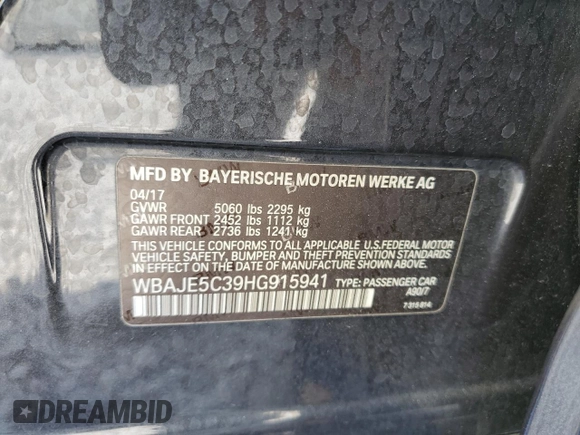 MFD BY BAYERISCHE MOTOREN WERKE AG
04/17
GVWR 5060 lbs 2295 kg
GAWR FRONT 2452 lbs 1112 kg
GAWR REAR 2736 lbs 1241 kg
THIS VEHICLE CONFORMS TO ALL APPLICABLE U.S.FEDERAL MOTOR
VEHICLE SAFETY, BUMPER, AND THEFT PREVENTION STANDARDS
IN EFFECT ON THE DATE OF MANUFACTURE SHOWN ABOVE.
WBAJE5C39HG915941 TYPE: PASSENGER CAR
A90/7
7 316 814
DREAMBID